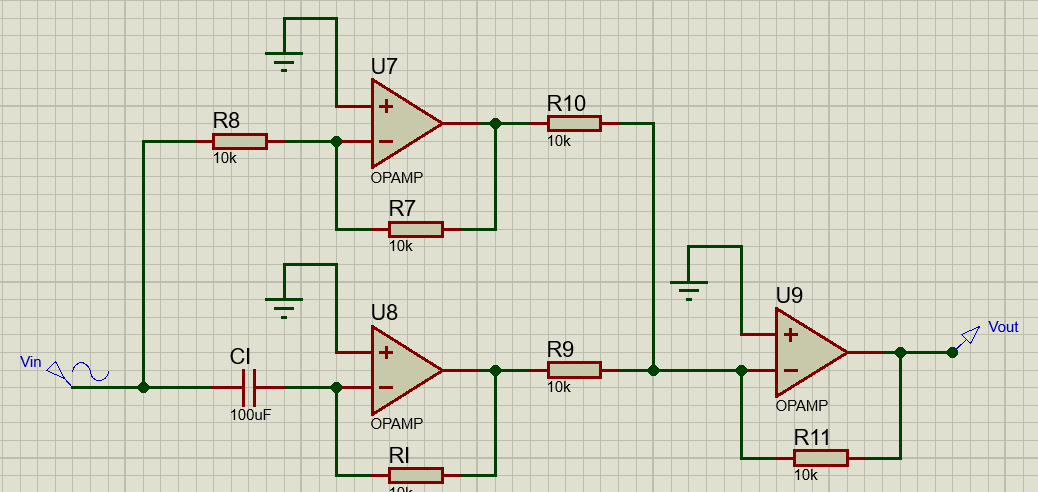 U7
+
R8
10k
−
OPAMP
R7
10k
R10
10k
U8
+
Vin
CI
100uF
−
OPAMP
RI
10k
R9
10k
U9
+
−
OPAMP
R11
10k
Vout